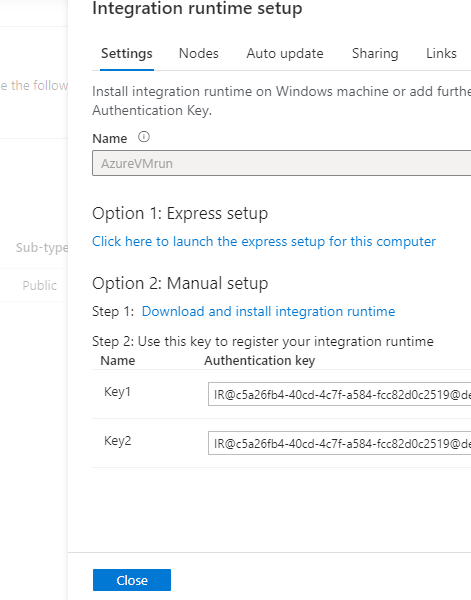 Integration runtime setup
Settings Nodes Auto update Sharing Links
e the follow
Install integration runtime on Windows machine or add furthe
Authentication Key.
Name
AzureVMrun
Option 1: Express setup
Sub-type
Click here to launch the express setup for this computer
Option 2: Manual setup
Public
Step 1: Download and install integration runtime
Step 2: Use this key to register your integration runtime
Name Authentication key
Key1 IR@c5a26fb4-40cd-4c7f-a584-fcc82d0c2519@de
Key2 IR@c5a26fb4-40cd-4c7f-a584-fcc82d0c2519@de
Close